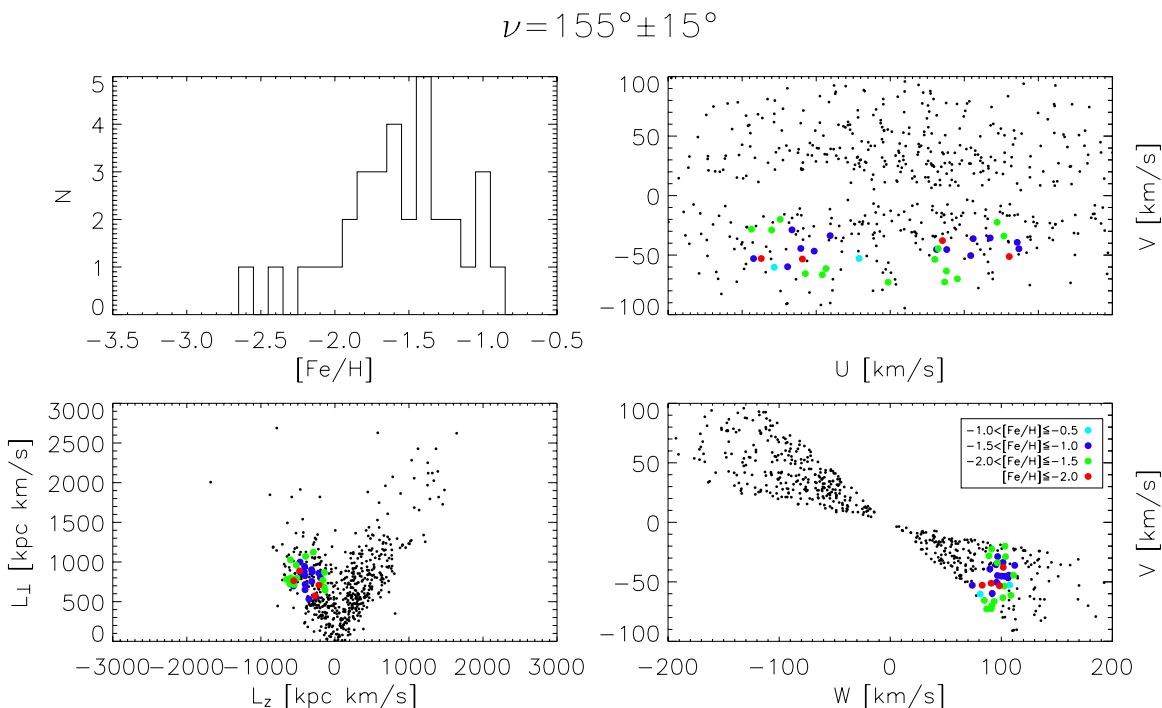 ν=155°±15°
5
4
3
2
1
0
N
−3.5 −3.0 −2.5 −2.0 −1.5 −1.0 −0.5
[Fe/H]
100
50
0
−50
−100
V [km/s]
U [km/s]
3000
2500
2000
1500
1000
500
0
L⊥ [kpc km/s]
−3000−2000−1000 0 1000 2000 3000
Lz [kpc km/s]
100
50
0
−50
−100
V [km/s]
−1.0<[Fe/H]≦−0.5
−1.5<[Fe/H]≦−1.0
−2.0<[Fe/H]≦−1.5
[Fe/H]≦−2.0
−200 −100 0 100 200
W [km/s]